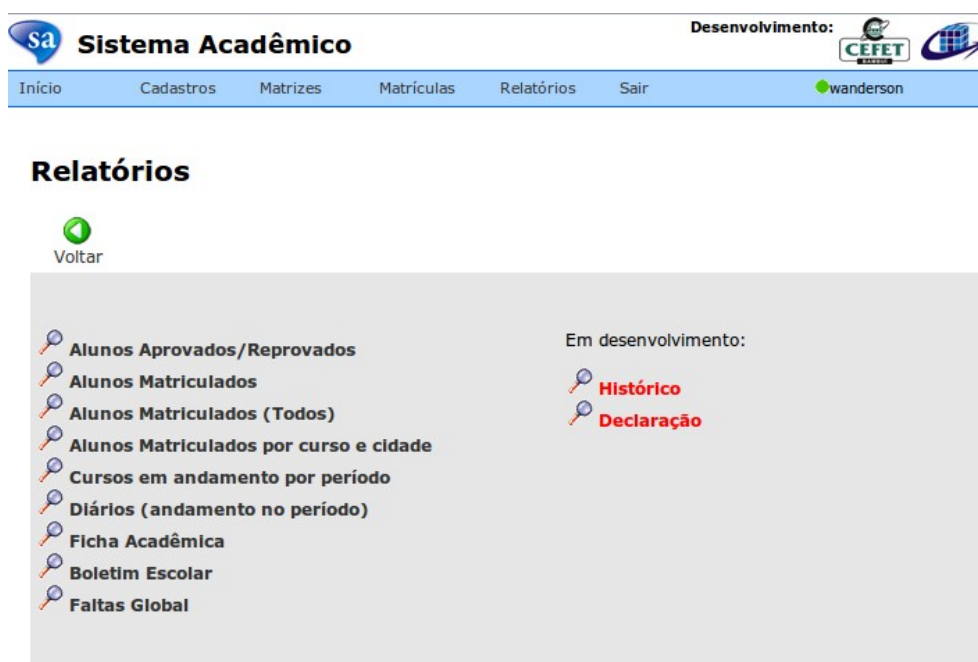 sa Sistema Acadêmico
Desenvolvimento:
CEFET
BAMBUÍ
Início Cadastros Matrizes Matrículas Relatórios Sair wanderson
Relatórios
Voltar
Alunos Aprovados/Reprovados
Alunos Matriculados
Alunos Matriculados (Todos)
Alunos Matriculados por curso e cidade
Cursos em andamento por período
Diários (andamento no período)
Ficha Acadêmica
Boletim Escolar
Faltas Global
Em desenvolvimento:
Histórico
Declaração